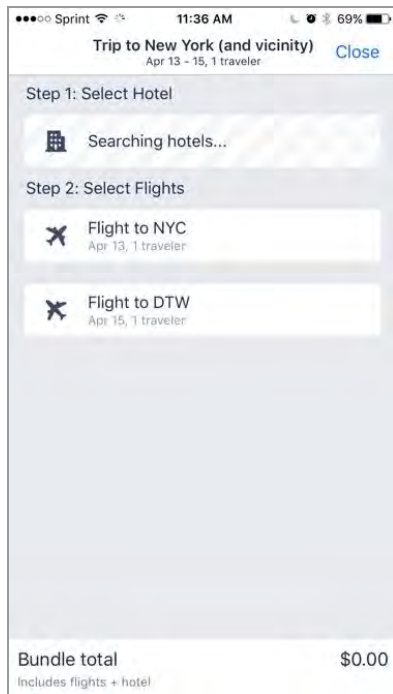 Sprint 11:36 AM 69%
Trip to New York (and vicinity)
Close
Apr 13 - 15, 1 traveler
Step 1: Select Hotel
Searching hotels...
Step 2: Select Flights
Flight to NYC
Apr 13, 1 traveler
Flight to DTW
Apr 15, 1 traveler
Bundle total $0.00
Includes flights + hotel